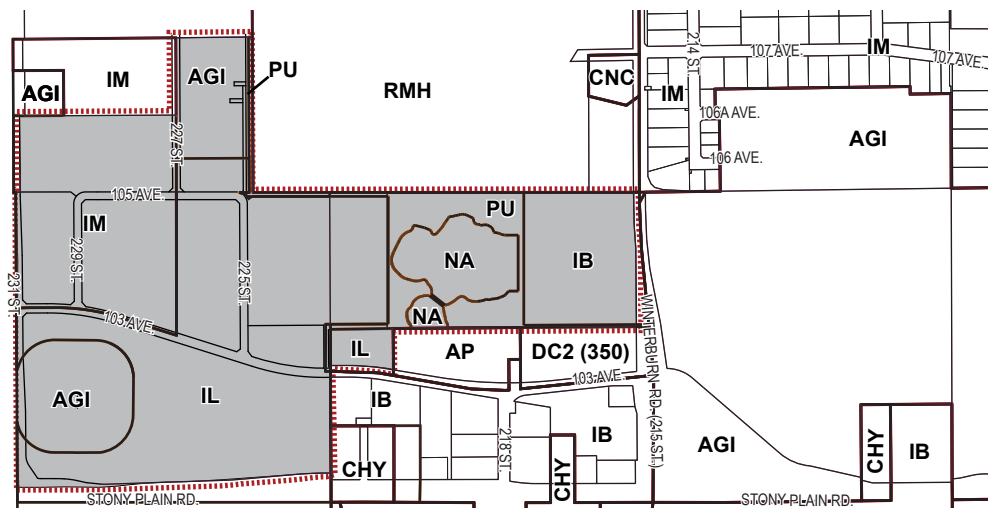 214 ST.
107 AVE.
IM
107 AVE.
PU
AGI
IM
CNC
RMH
AGI
IM
106A AVE.
AGI
227 ST.
106 AVE.
105 AVE.
PU
IM
229 ST.
NA
IB
225 ST.
231 ST.
NA
WINTERBURN RD. (215 ST.)
103 AVE.
IL
AP
DC2 (350)
103 AVE.
AGI
IL
IB
218 ST.
IB
AGI
CHY
IB
CHY
CHY
STONY PLAIN RD.
STONY PLAIN RD.